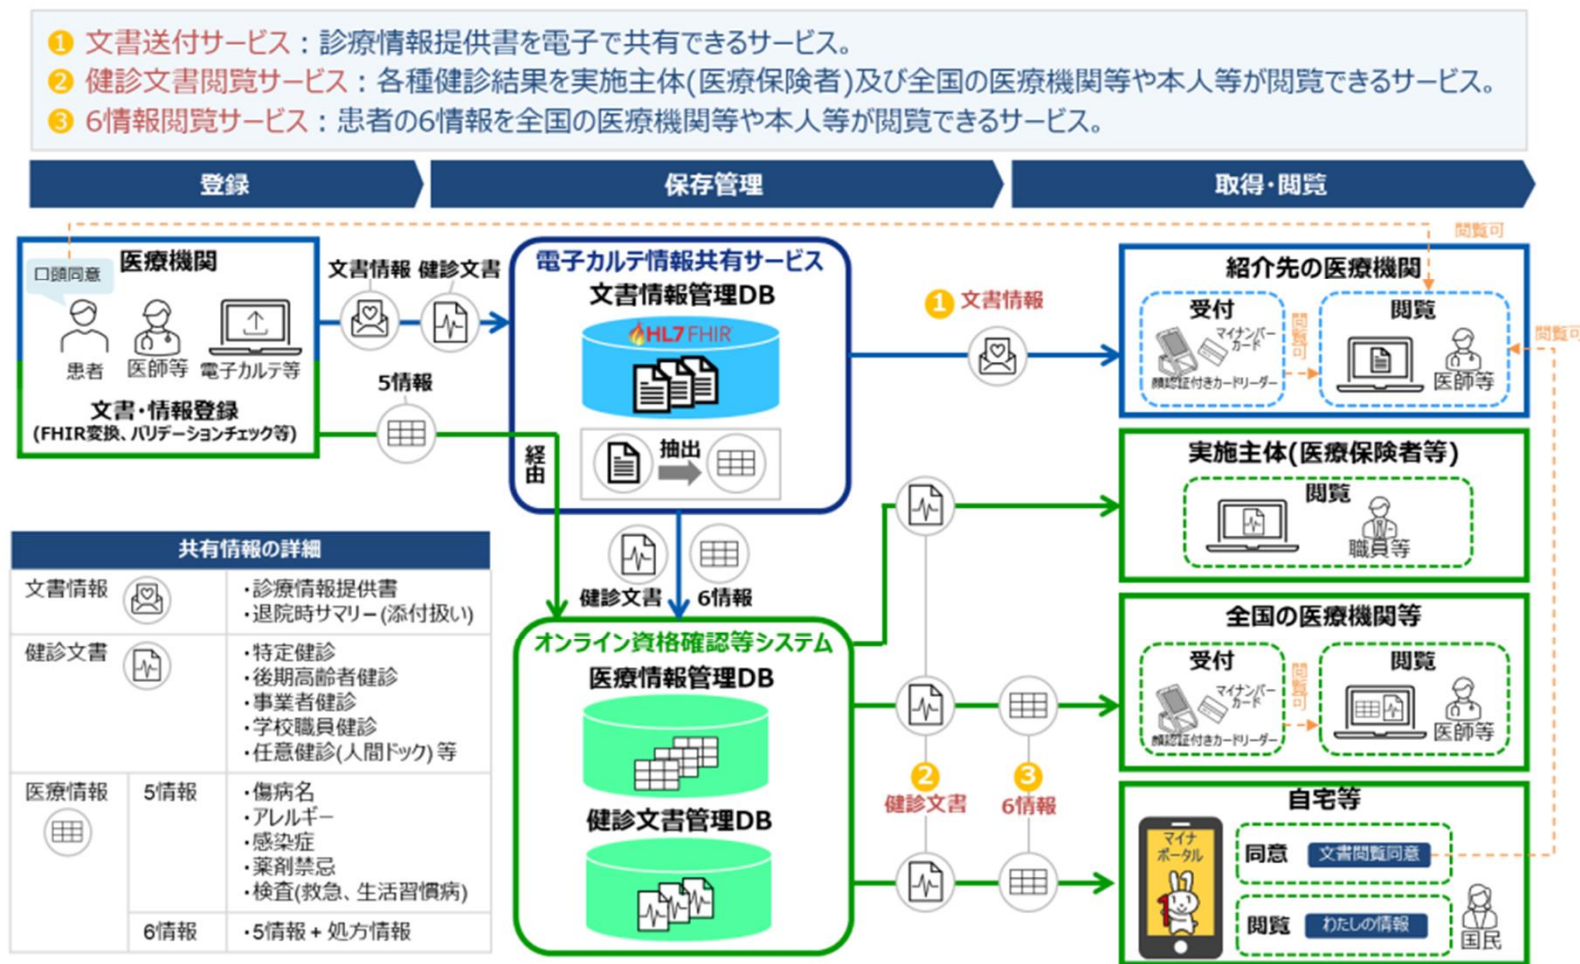 1 文書送付サービス：診療情報提供書を電子で共有できるサービス。
2 健診文書閲覧サービス：各種健診結果を実施主体(医療保険者)及び全国の医療機関等や本人等が閲覧できるサービス。
3 6情報閲覧サービス：患者の6情報を全国の医療機関等や本人等が閲覧できるサービス。
登録
保存管理
取得・閲覧
医療機関
口頭同意
患者
医師等
電子カルテ等
文書・情報登録
(FHIR変換、バリデーションチェック等)
文書情報
健診文書
5情報
経由
電子カルテ情報共有サービス
文書情報管理DB
HL7 FHIR
抽出
健診文書
6情報
オンライン資格確認等システム
医療情報管理DB
健診文書管理DB
1 文書情報
2
健診文書
3
6情報
閲覧可
紹介先の医療機関
受付
マイナンバー
カード
顔認証付きカードリーダー
閲覧可
閲覧
医師等
閲覧可
実施主体(医療保険者等)
閲覧
職員等
全国の医療機関等
受付
マイナンバー
カード
顔認証付きカードリーダー
閲覧可
閲覧
医師等
自宅等
マイナ
ポータル
同意
文書閲覧同意
閲覧
わたしの情報
国民
共有情報の詳細
文書情報
・診療情報提供書
・退院時サマリー(添付扱い)
健診文書
・特定健診
・後期高齢者健診
・事業者健診
・学校職員健診
・任意健診(人間ドック)等
医療情報
5情報
・傷病名
・アレルギー
・感染症
・薬剤禁忌
・検査(救急、生活習慣病)
6情報
・5情報 + 処方情報